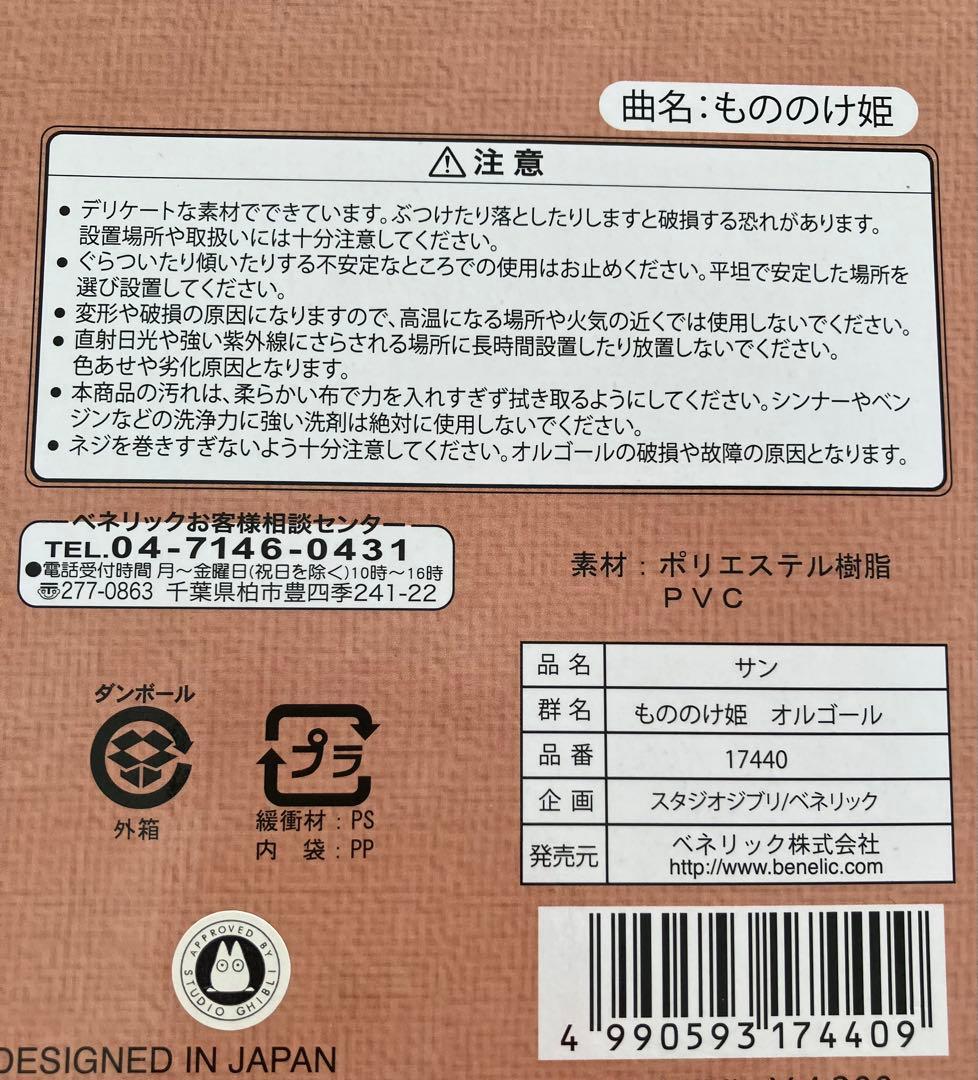 曲名：もののけ姫
注意
● デリケートな素材でできています。ぶつけたり落としたりしますと破損する恐れがあります。
設置場所や取扱いには十分注意してください。
● ぐらついたり傾いたりする不安定なところでの使用はお止めください。平坦で安定した場所を
選び設置してください。
● 変形や破損の原因になりますので、高温になる場所や火気の近くでは使用しないでください。
● 直射日光や強い紫外線にさらされる場所に長時間設置したり放置しないでください。
色あせや劣化原因となります。
● 本商品の汚れは、柔らかい布で力を入れすぎず拭き取るようにしてください。シンナーやベン
ジンなどの洗浄力に強い洗剤は絶対に使用しないでください。
● ネジを巻きすぎないよう十分注意してください。オルゴールの破損や故障の原因となります。
ベネリックお客様相談センター
TEL.04-7146-0431
●電話受付時間 月～金曜日(祝日を除く)10時～16時
〠277-0863 千葉県柏市豊四季241-22
素材：ポリエステル樹脂
PVC
品名 サン
群名 もののけ姫 オルゴール
品番 17440
企画 スタジオジブリ/ベネリック
発売元 ベネリック株式会社
http://www.benelic.com
ダンボール
外箱
プラ
緩衝材：PS
内 袋：PP
APPROVED BY
STUDIO GHIBLI
4 990593 174409
DESIGNED IN JAPAN